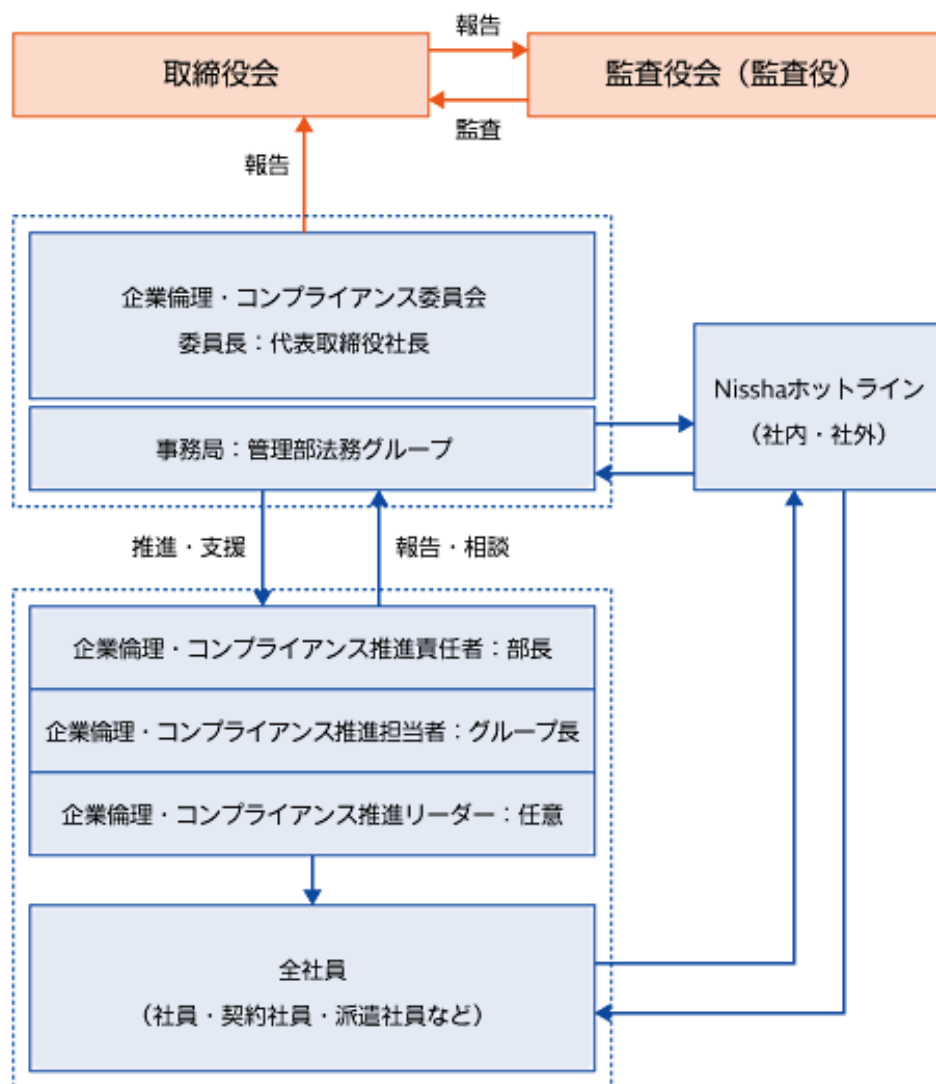 報告
取締役会
監査役会（監査役）
監査
報告
企業倫理・コンプライアンス委員会
委員長：代表取締役社長
Nisshaホットライン
（社内・社外）
事務局：管理部法務グループ
推進・支援
報告・相談
企業倫理・コンプライアンス推進責任者：部長
企業倫理・コンプライアンス推進担当者：グループ長
企業倫理・コンプライアンス推進リーダー：任意
全社員
（社員・契約社員・派遣社員など）